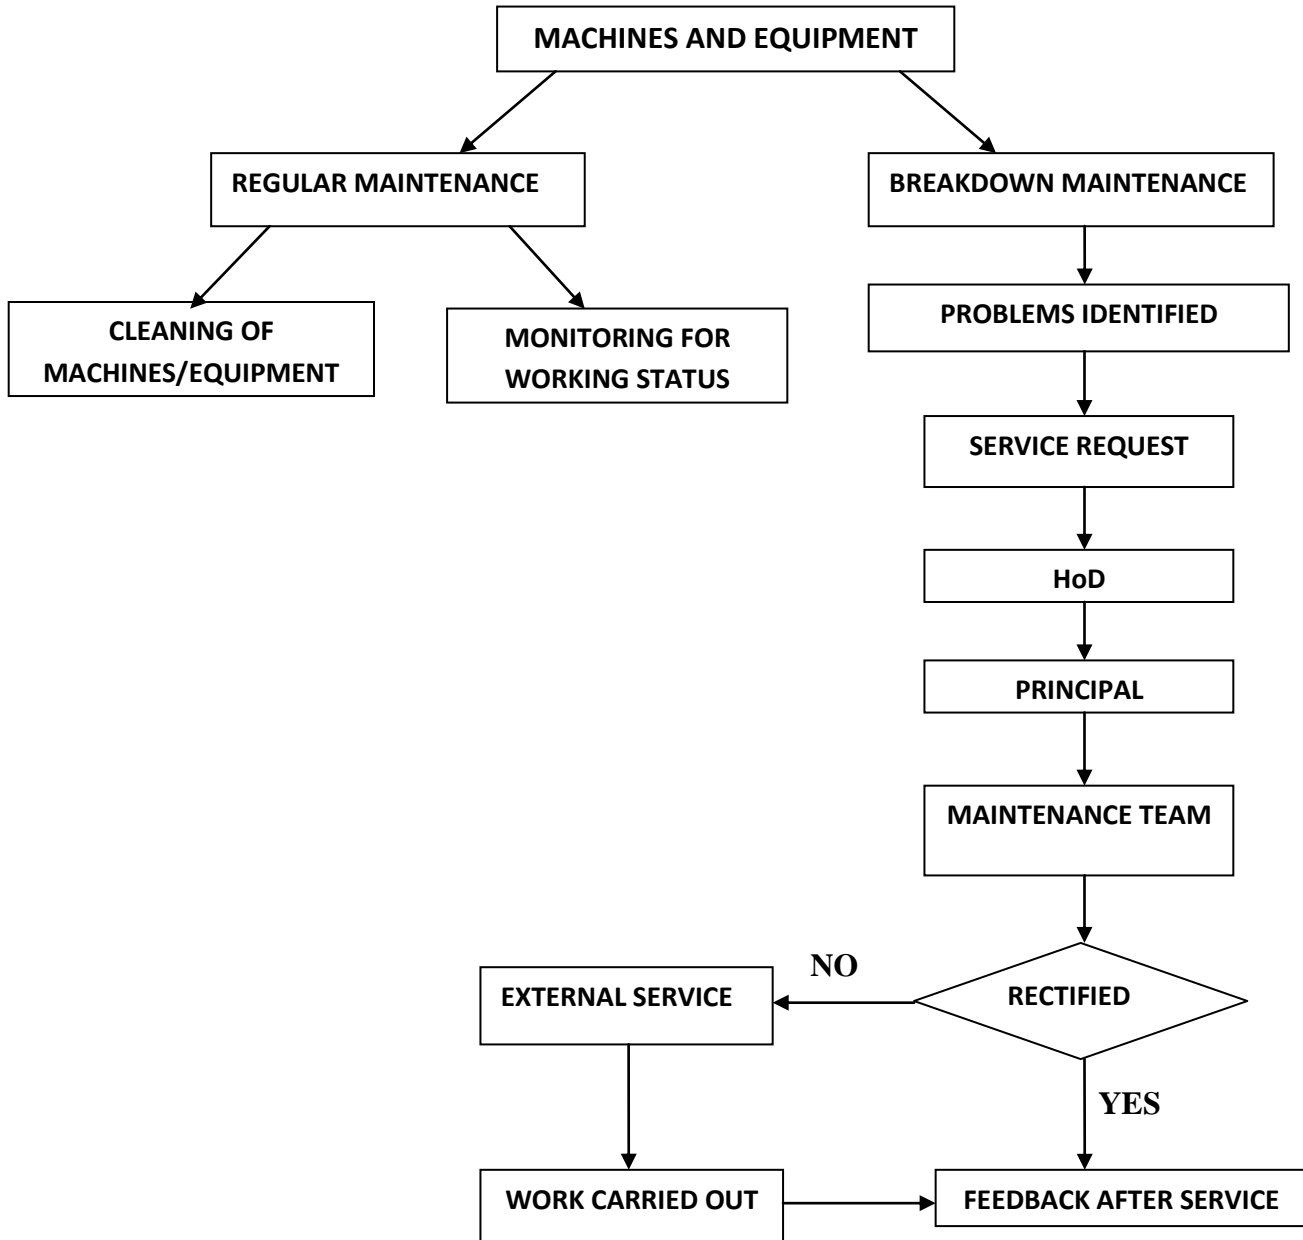 MACHINES AND EQUIPMENT
REGULAR MAINTENANCE
BREAKDOWN MAINTENANCE
CLEANING OF
MACHINES/EQUIPMENT
MONITORING FOR
WORKING STATUS
PROBLEMS IDENTIFIED
SERVICE REQUEST
HoD
PRINCIPAL
MAINTENANCE TEAM
RECTIFIED
NO
EXTERNAL SERVICE
YES
WORK CARRIED OUT
FEEDBACK AFTER SERVICE